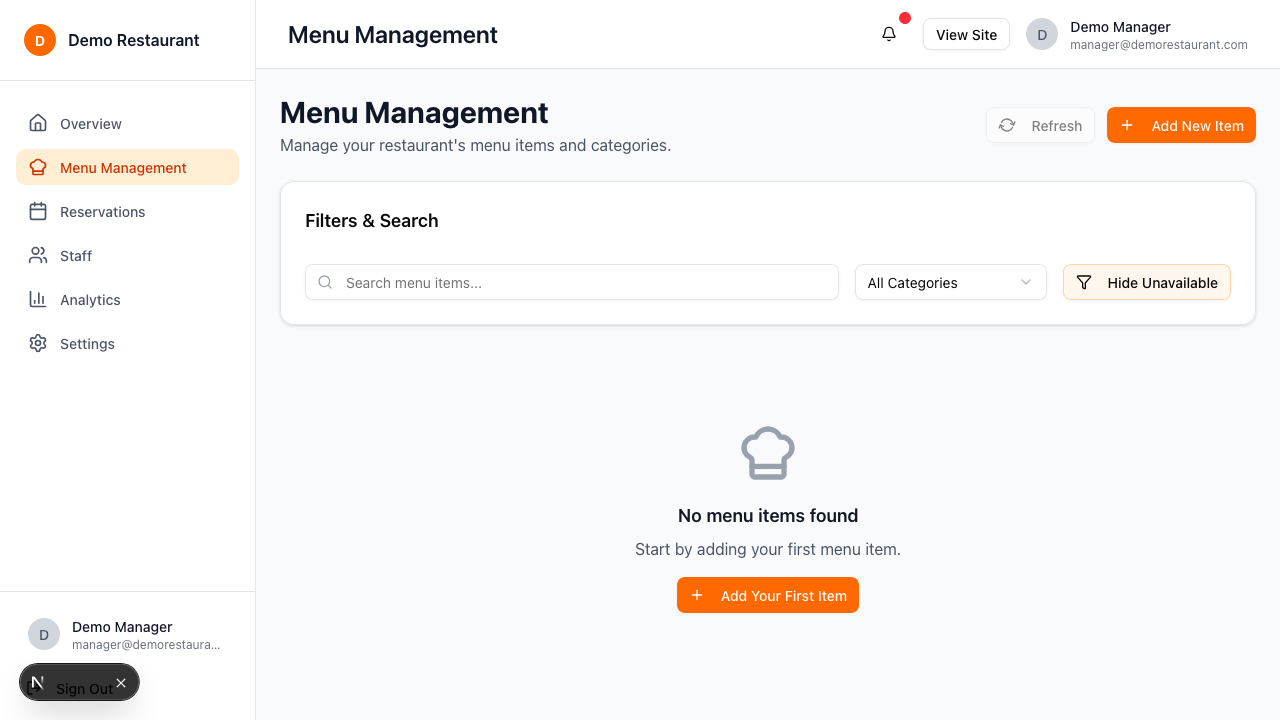 D
Demo Restaurant
Overview
Menu Management
Reservations
Staff
Analytics
Settings
D
Demo Manager
manager@demorestaura...
N
Sign Out
Menu Management
View Site
D
Demo Manager
manager@demorestaurant.com
Menu Management
Manage your restaurant's menu items and categories.
Refresh
Add New Item
Filters & Search
Search menu items...
All Categories
Hide Unavailable
No menu items found
Start by adding your first menu item.
Add Your First Item